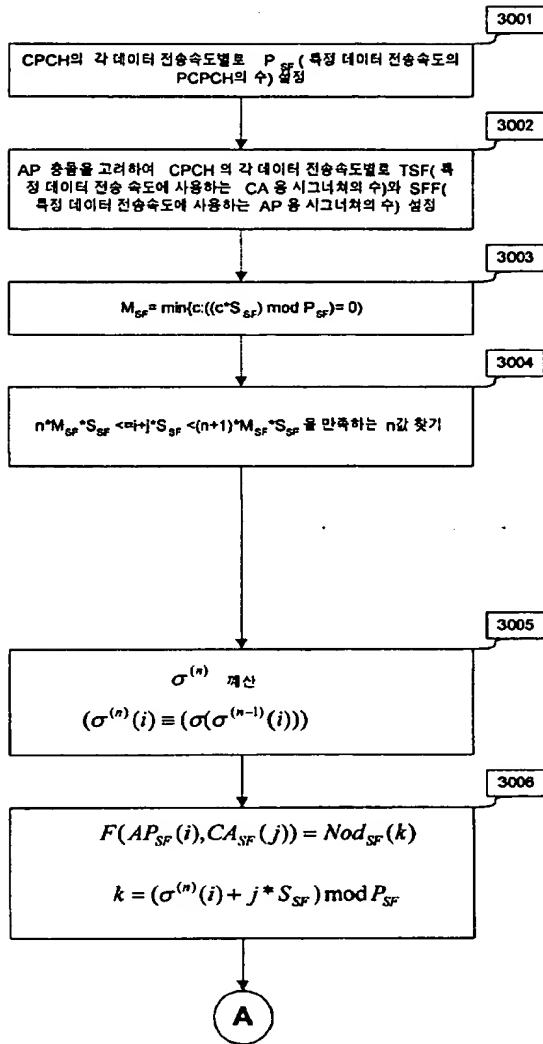 3001
CPCH의 각 데이터 전송속도별로 P SF ( 특정 데이터 전송속도의
PCPCH의 수) 설정
3002
AP 충돌을 고려하여 CPCH 의 각 데이터 전송속도별로 TSF( 특
정 데이터 전송 속도에 사용하는 CA 용 시그너쳐의 수)와 SFF(
특정 데이터 전송속도에 사용하는 AP 용 시그너쳐의 수) 설정
3003
M_SF= min{c:((c*S_SF) mod P_SF)= 0)
3004
n*M_SF*S_SF <=i+j*S_SF <(n+1)*M_SF*S_SF 을 만족하는 n값 찾기
3005
σ^(n) 계산
(σ^(n)(i) ≡ (σ(σ^(n-1)(i)))
3006
F(AP_SF(i),CA_SF(j)) = Nod_SF(k)
k = (σ^(n)(i) + j * S_SF) mod P_SF
A